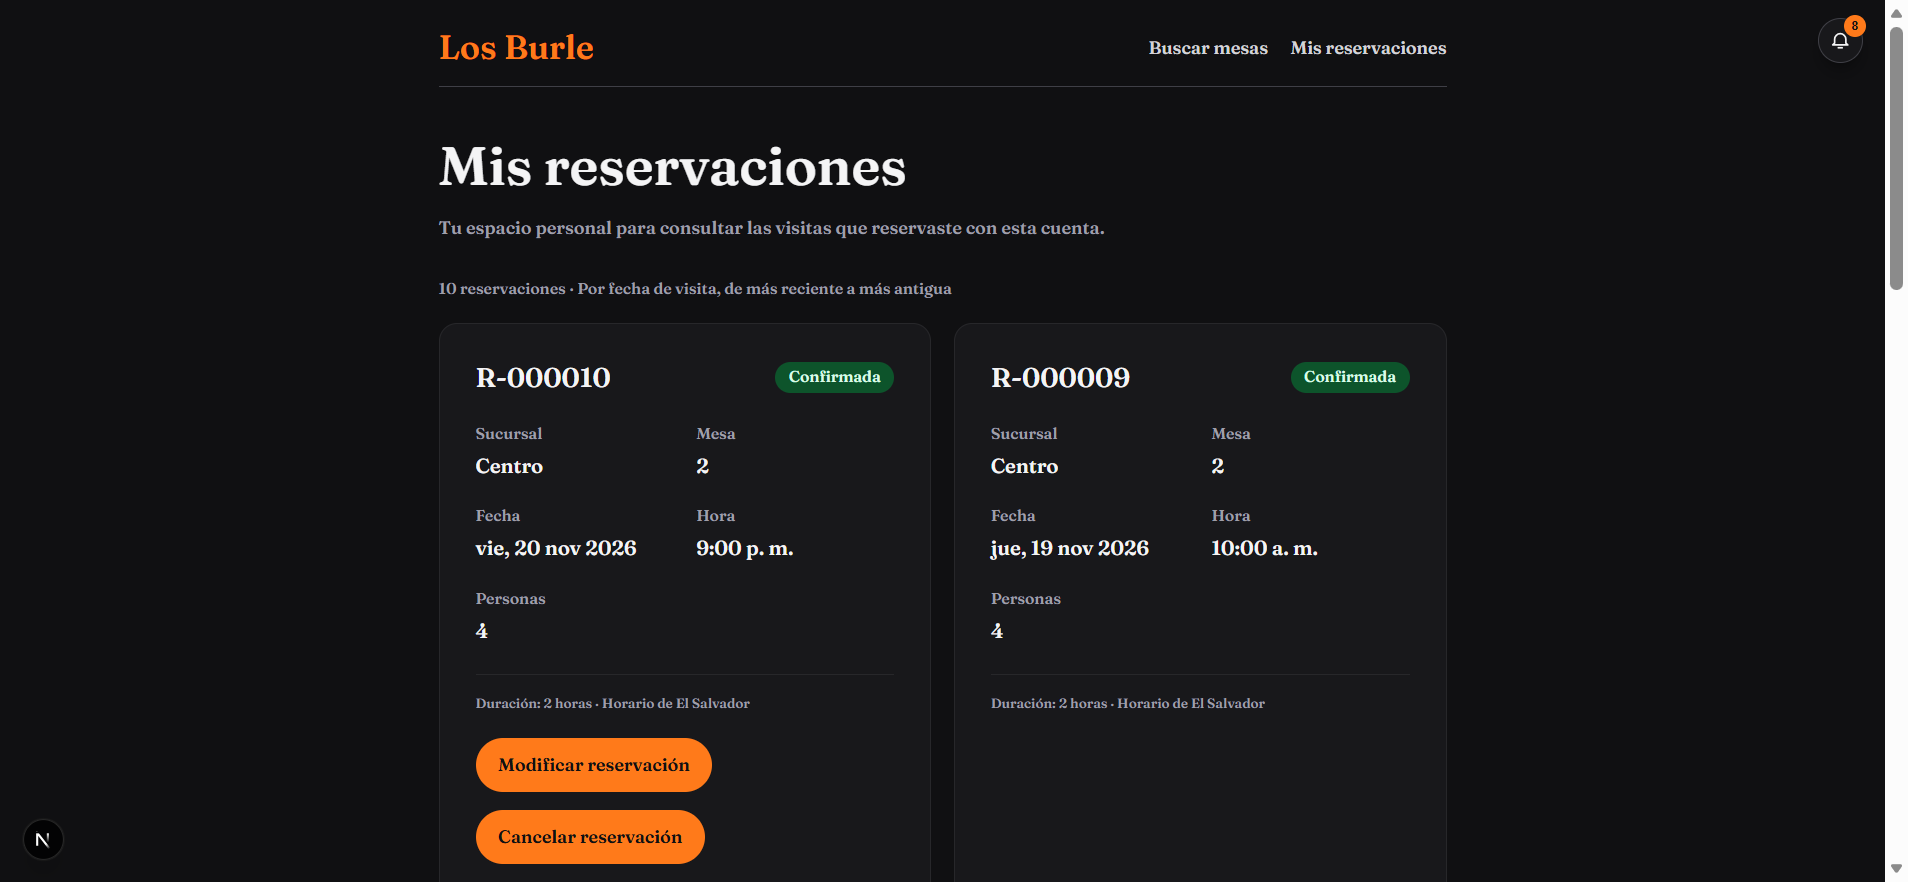 Los Burle
Buscar mesas
Mis reservaciones
8
Mis reservaciones
Tu espacio personal para consultar las visitas que reservaste con esta cuenta.
10 reservaciones · Por fecha de visita, de más reciente a más antigua
R-000010
Confirmada
Sucursal
Mesa
Centro
2
Fecha
Hora
vie, 20 nov 2026
9:00 p. m.
Personas
4
Duración: 2 horas · Horario de El Salvador
Modificar reservación
Cancelar reservación
R-000009
Confirmada
Sucursal
Mesa
Centro
2
Fecha
Hora
jue, 19 nov 2026
10:00 a. m.
Personas
4
Duración: 2 horas · Horario de El Salvador
N